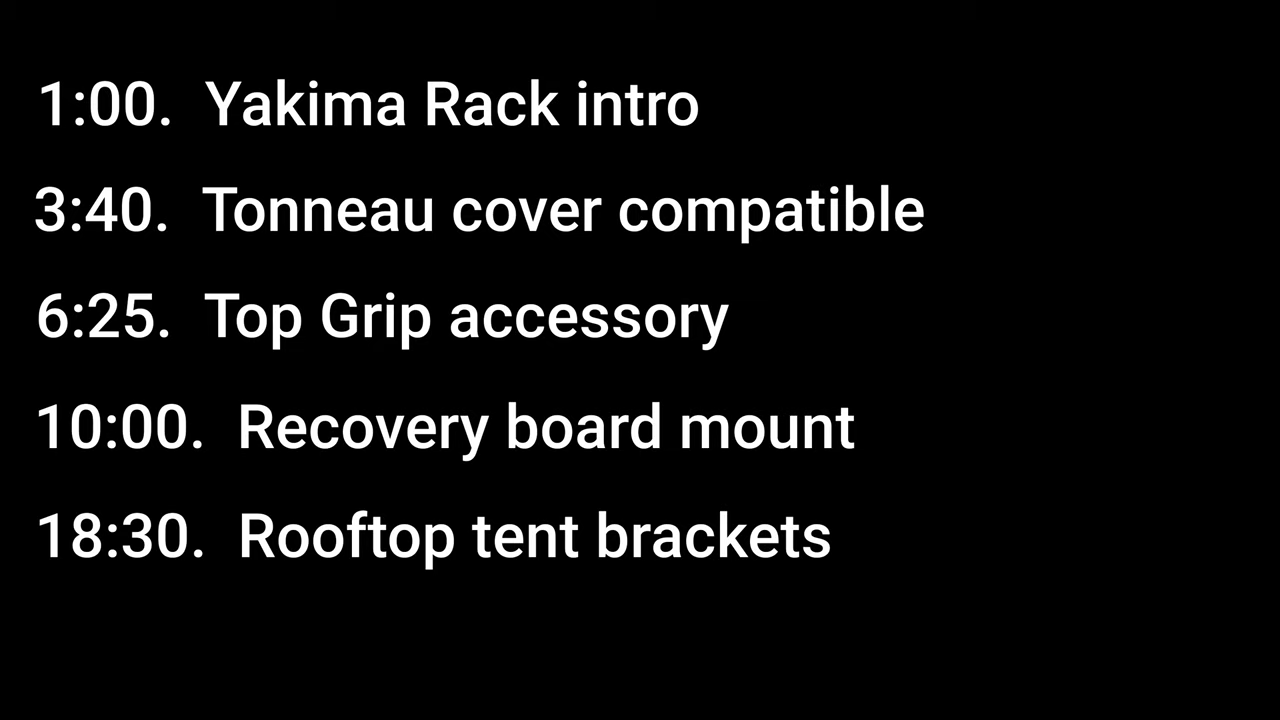 1:00. Yakima Rack intro
3:40. Tonneau cover compatible
6:25. Top Grip accessory
10:00. Recovery board mount
18:30. Rooftop tent brackets